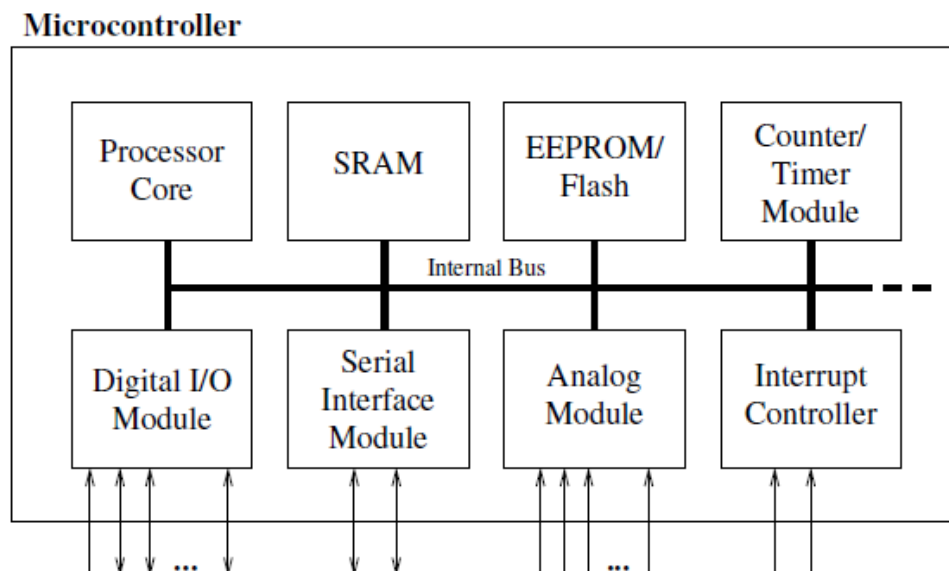 Microcontroller
Processor
Core
SRAM
EEPROM/
Flash
Counter/
Timer
Module
Internal Bus
Digital I/O
Module
Serial
Interface
Module
Analog
Module
Interrupt
Controller
...
...